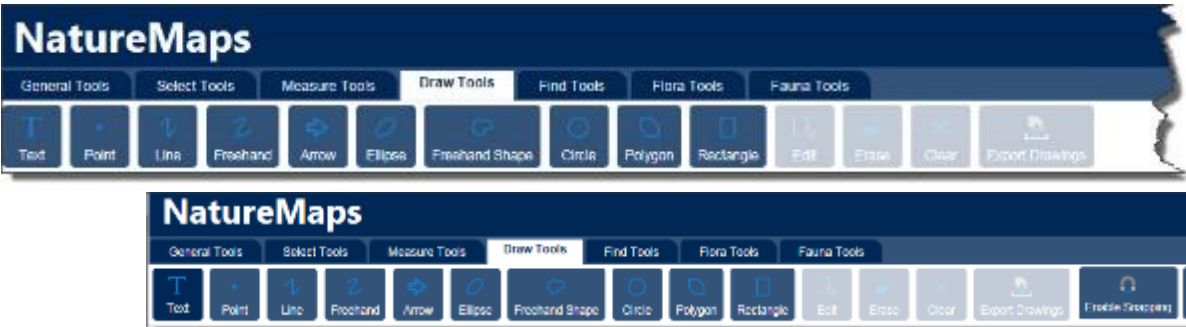 NatureMaps
General Tools Select Tools Measure Tools Draw Tools Find Tools Flora Tools Fauna Tools
Text Point Line Freehand Arrow Ellipse Freehand Shape Circle Polygon Rectangle Edit Erase Clear Export Drawings
NatureMaps
General Tools Select Tools Measure Tools Draw Tools Find Tools Flora Tools Fauna Tools
Text Point Line Freehand Arrow Ellipse Freehand Shape Circle Polygon Rectangle Edit Erase Clear Export Drawings Enable Snapping